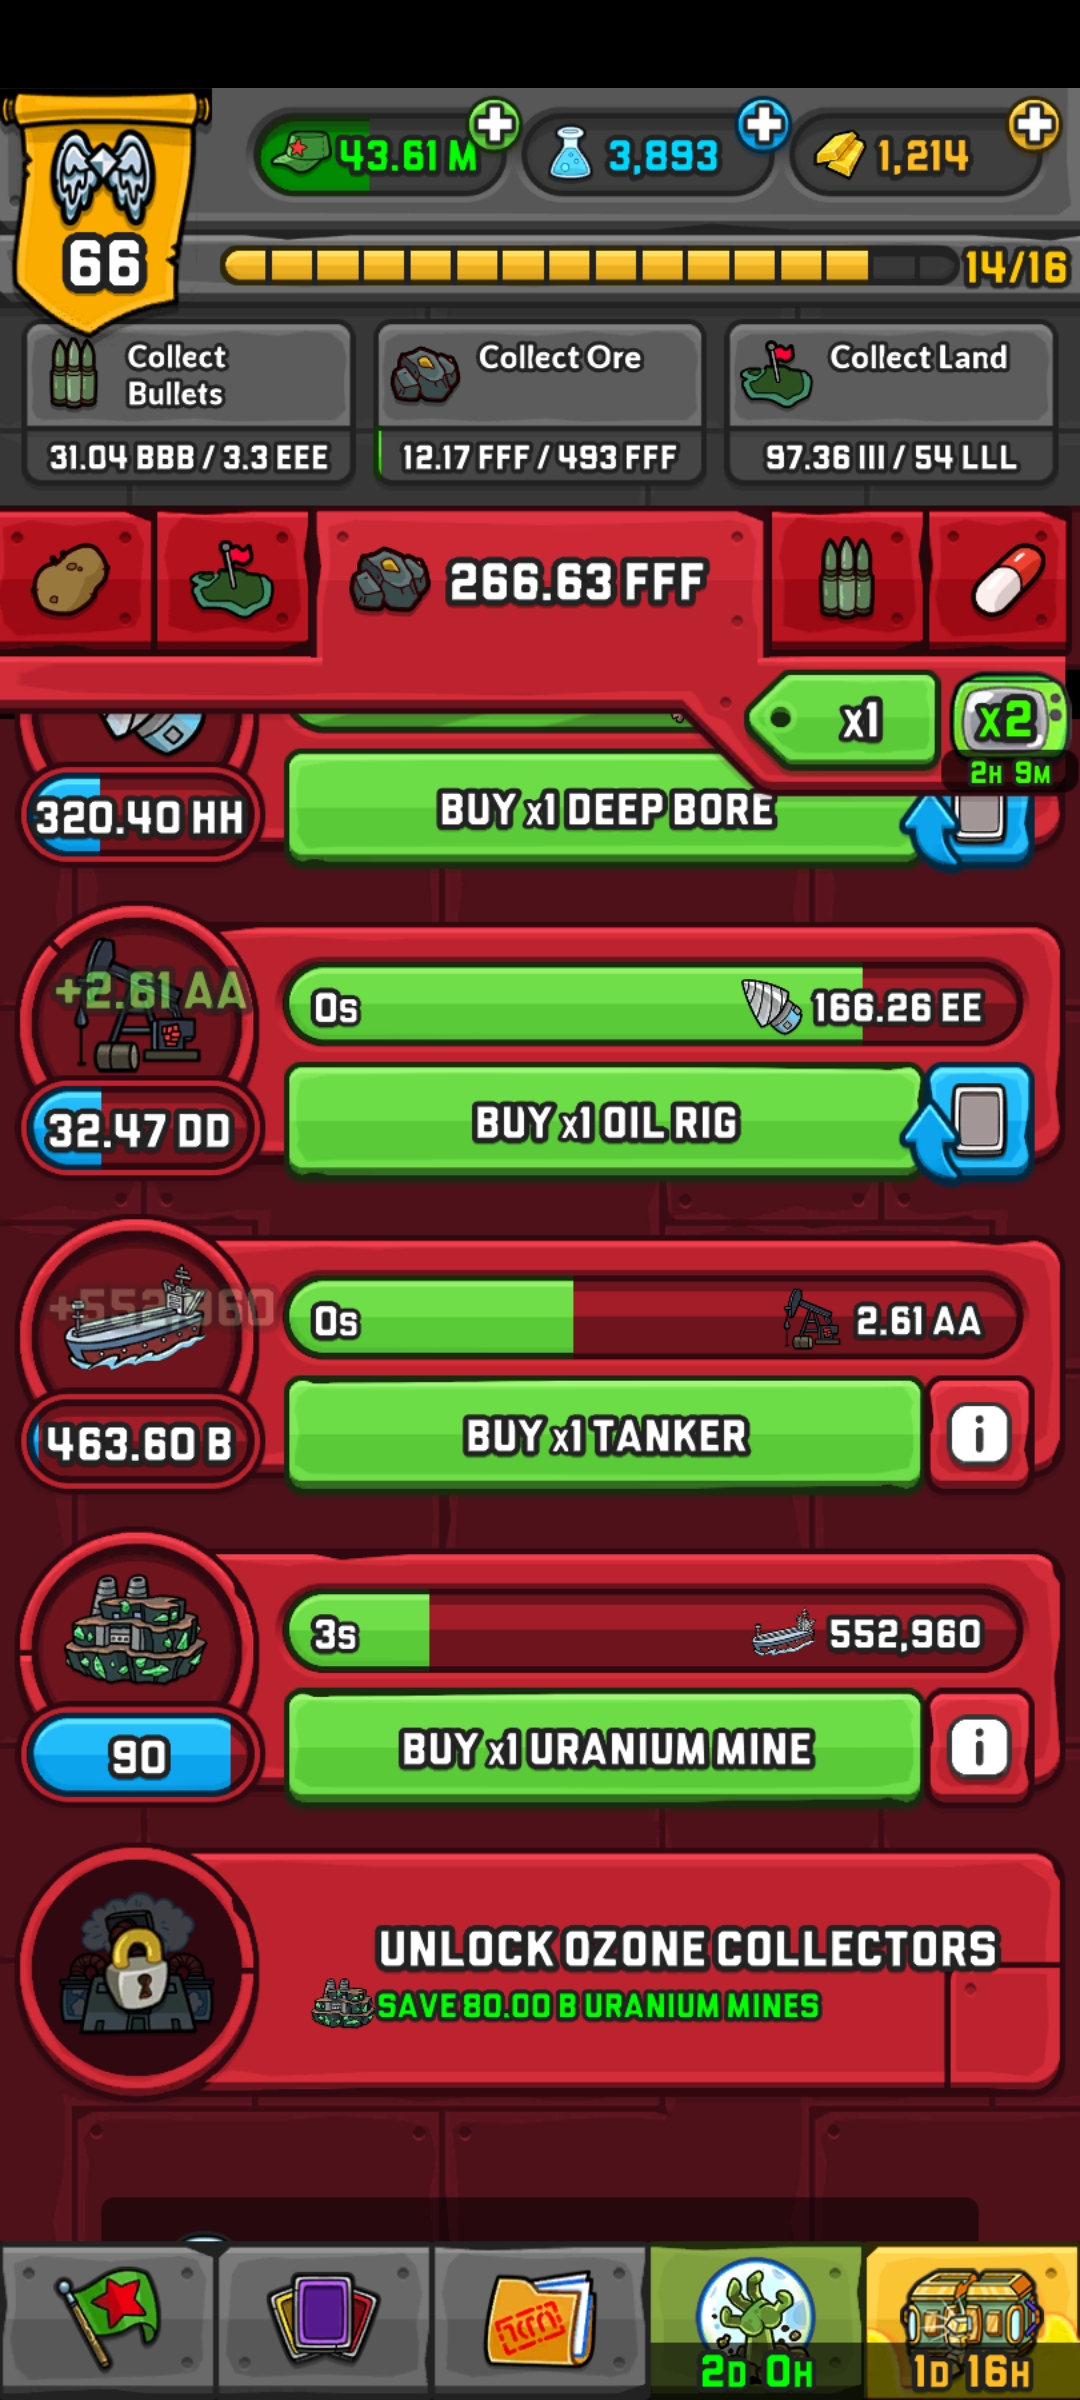 43.61 M
3,893
1,214
66
14/16
Collect
Bullets
31.04 BBB / 3.3 EEE
Collect Ore
12.17 FFF / 493 FFF
Collect Land
97.36 III / 54 LLL
266.63 FFF
x1
x2
2H 9M
320.40 HH
BUY x1 DEEP BORE
+2.61 AA
0s
166.26 EE
32.47 DD
BUY x1 OIL RIG
+552,960
0s
2.61 AA
463.60 B
BUY x1 TANKER
i
3s
552,960
90
BUY x1 URANIUM MINE
i
UNLOCK OZONE COLLECTORS
SAVE 80.00 B URANIUM MINES
2D 0H
1D 16H